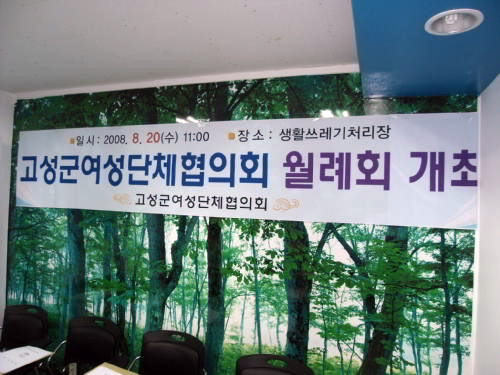 일시: 2008. 8. 20(수) 11:00 장소: 생활쓰레기처리장
고성군여성단체협의회 월례회 개최
고성군여성단체협의회